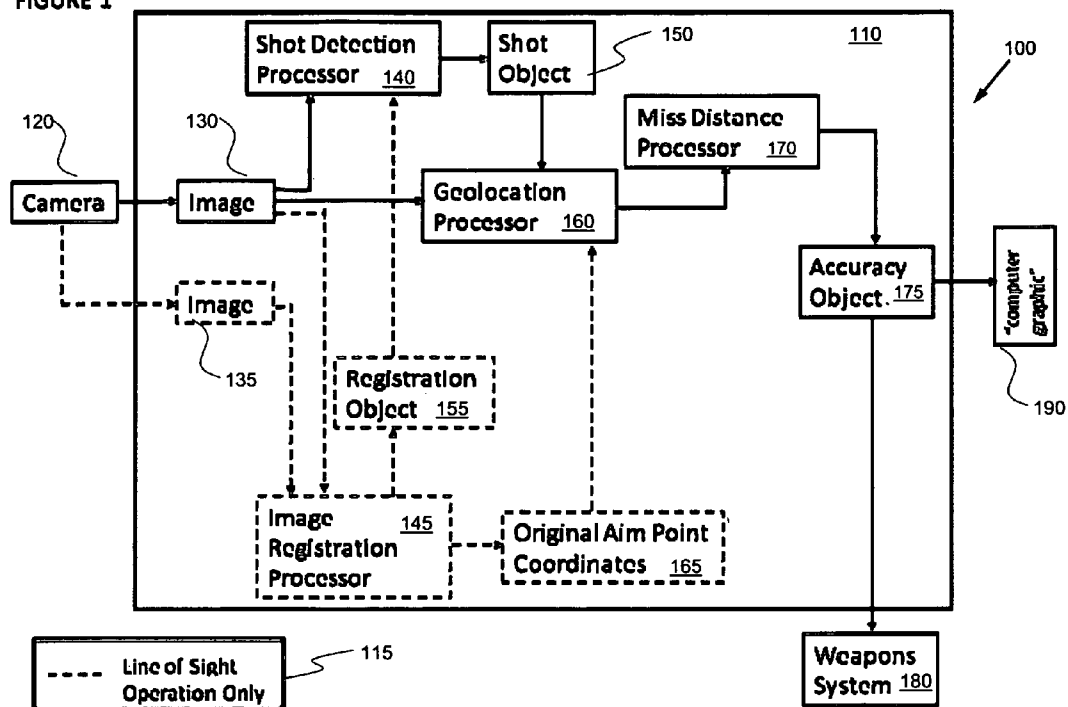 FIGURE 1
Shot Detection
Processor 140
Shot
Object
150
110
100
Miss Distance
Processor 170
120
130
Camera
Image
Geolocation
Processor 160
Image
135
Accuracy
Object. 175
"computer
graphic"
190
Registration
Object 155
Image 145
Registration
Processor
Original Aim Point
Coordinates 165
Line of Sight
Operation Only
115
Weapons
System 180